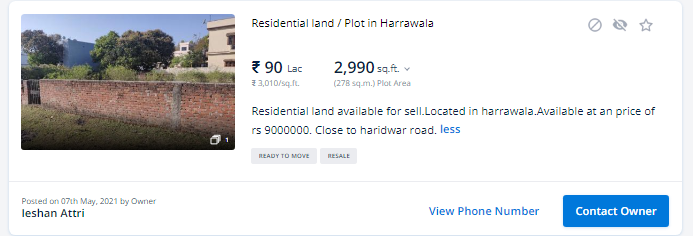 Residential land / Plot in Harrawala
₹ 90 Lac
2,990 sq.ft.
₹ 3,010/sq.ft.
(278 sq.m.) Plot Area
Residential land available for sell.Located in harrawala.Available at an price of
rs 9000000. Close to haridwar road. less
READY TO MOVE
RESALE
1
Posted on 07th May, 2021 by Owner
Ieshan Attri
View Phone Number
Contact Owner